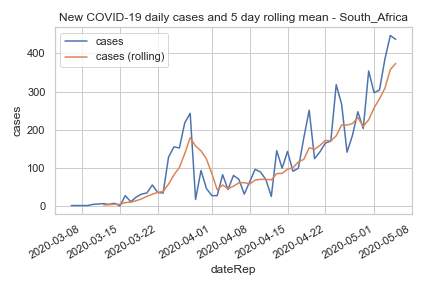 New COVID-19 daily cases and 5 day rolling mean - South_Africa
cases
cases (rolling)
400
300
200
100
0
cases
2020-03-08
2020-03-15
2020-03-22
2020-04-01
2020-04-08
2020-04-15
2020-04-22
2020-05-01
2020-05-08
dateRep